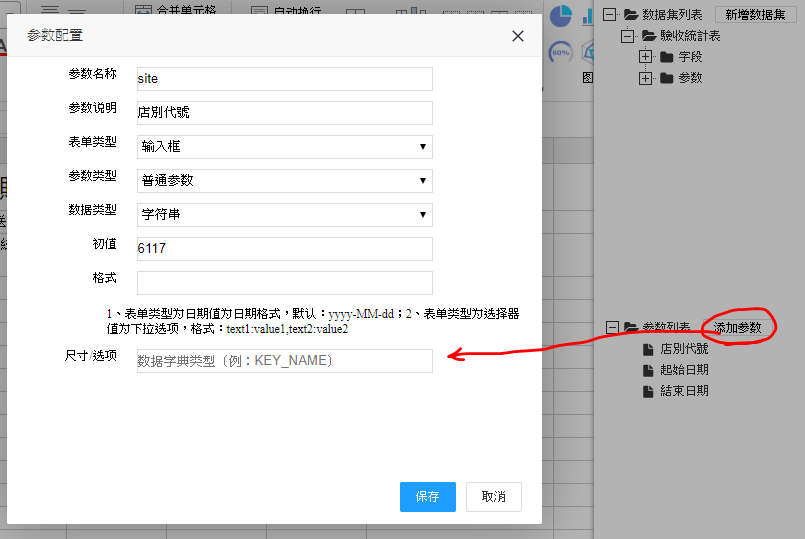 合并单元格
自动换行
参数配置
参数名称 site
参数说明 店別代號
表单类型 输入框
参数类型 普通参数
数据类型 字符串
初值 6117
格式
1、表单类型为日期值为日期格式，默认：yyyy-MM-dd；2、表单类型为选择器
值为下拉选项，格式：text1:value1,text2:value2
尺寸/选项 数据字典类型（例：KEY_NAME）
保存 取消
60%
图
数据集列表 新增数据集
驗收統計表
字段
参数
参数列表 添加参数
店別代號
起始日期
結束日期